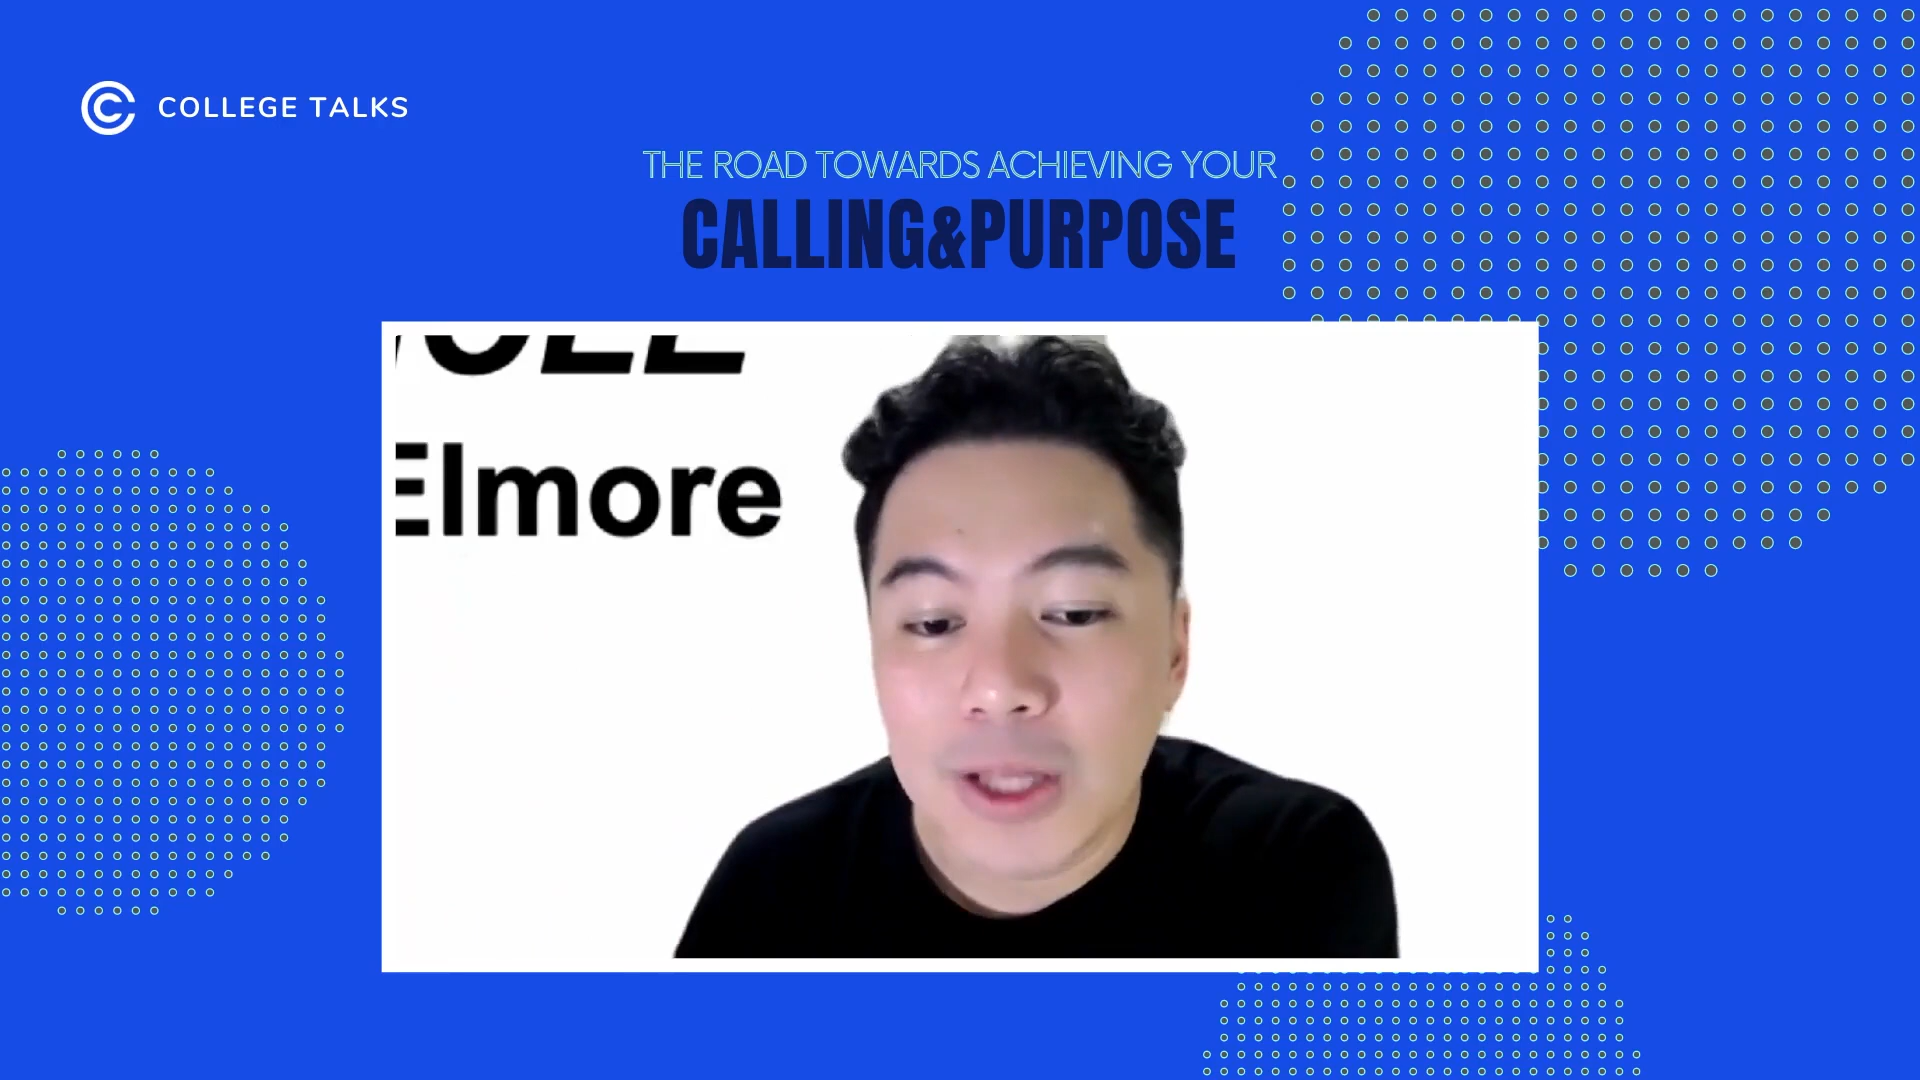 COLLEGE TALKS
THE ROAD TOWARDS ACHIEVING YOUR
CALLING&PURPOSE
Elmore